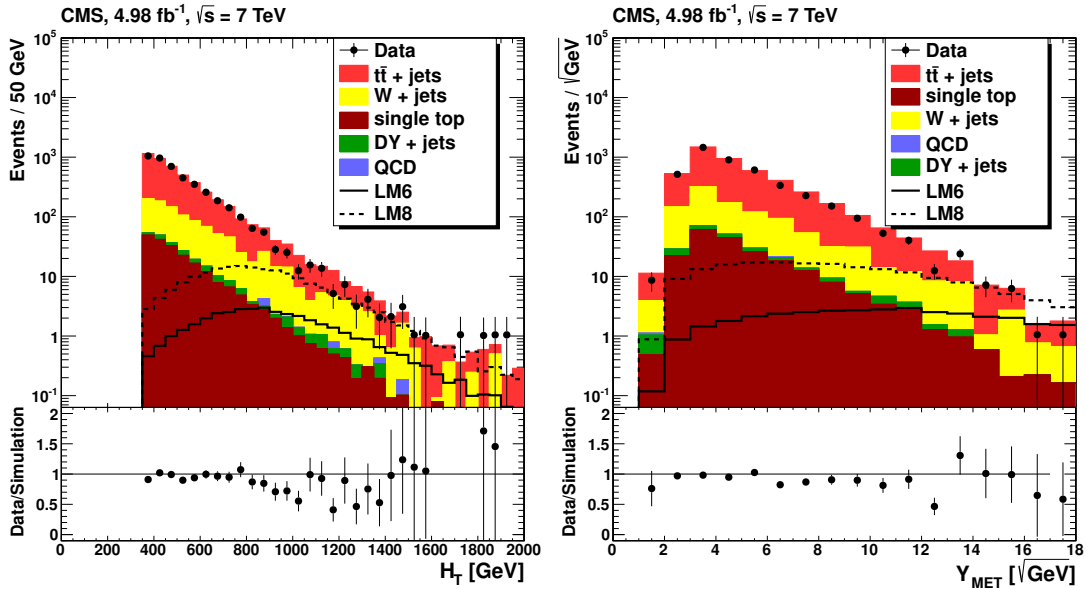 CMS, 4.98 fb⁻¹, √s = 7 TeV
Events / 50 GeV
10⁵
10⁴
10³
10²
10
1
10⁻¹
Data
tt̄ + jets
W + jets
single top
DY + jets
QCD
LM6
LM8
Data/Simulation
2
1.5
1
0.5
0
0 200 400 600 800 1000 1200 1400 1600 1800 2000
H_T [GeV]
CMS, 4.98 fb⁻¹, √s = 7 TeV
Events / √GeV
10⁵
10⁴
10³
10²
10
1
10⁻¹
Data
tt̄ + jets
single top
W + jets
QCD
DY + jets
LM6
LM8
Data/Simulation
2
1.5
1
0.5
0
0 2 4 6 8 10 12 14 16 18
Y_MET [√GeV]